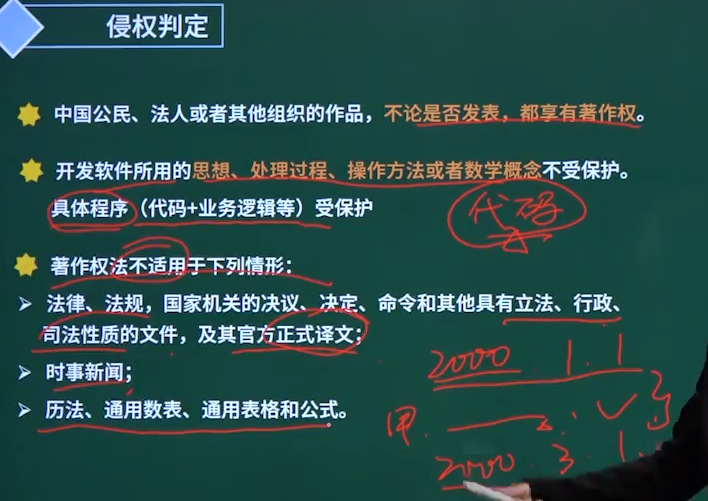 侵权判定
中国公民、法人或者其他组织的作品，不论是否发表，都享有著作权。
开发软件所用的思想、处理过程、操作方法或者数学概念不受保护。
具体程序（代码+业务逻辑等）受保护
代码
著作权法不适用于下列情形：
法律、法规，国家机关的决议、决定、命令和其他具有立法、行政、
司法性质的文件，及其官方正式译文；
2000 1.1
时事新闻；
甲.
历法、通用数表、通用表格和公式。
2000 3 1